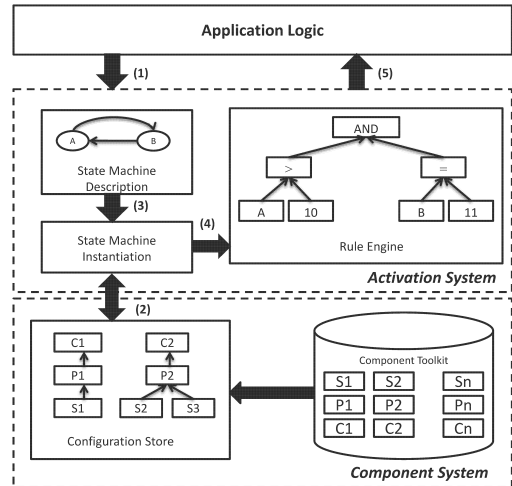 Application Logic
(1)
(5)
A
B
State Machine
Description
(3)
(4)
State Machine
Instantiation
AND
>
=
A
10
B
11
Rule Engine
Activation System
(2)
C1
C2
P1
P2
S1
S2
S3
Configuration Store
Component Toolkit
S1 S2 Sn
P1 P2 Pn
C1 C2 Cn
Component System